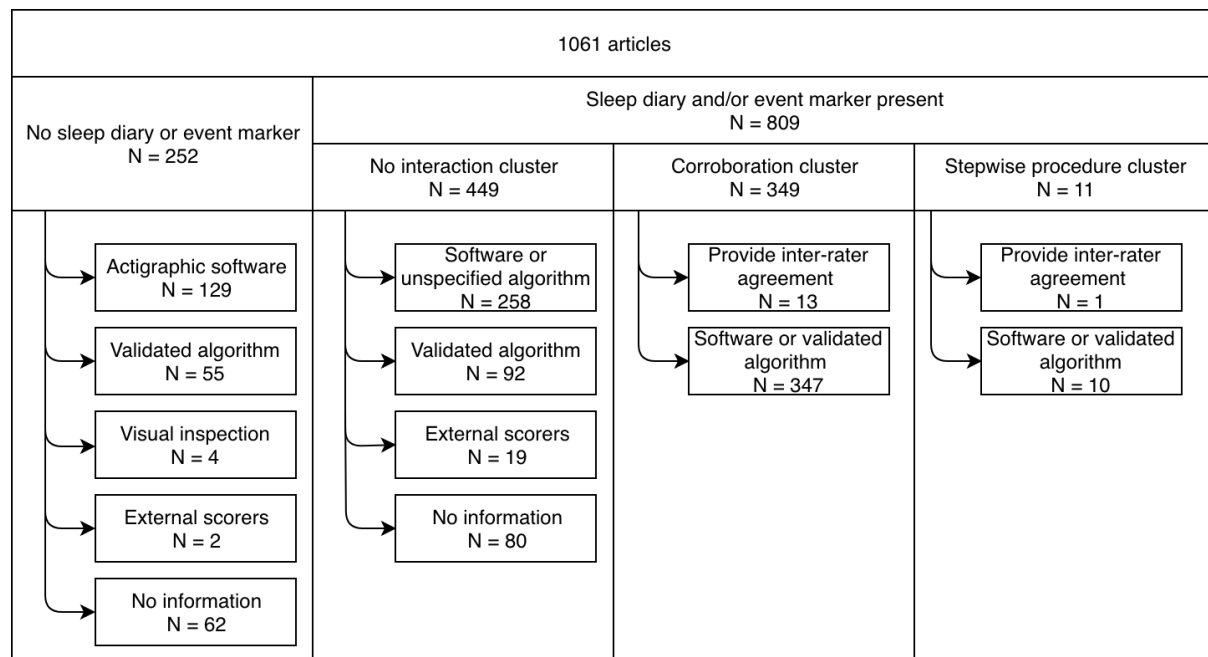 1061 articles
No sleep diary or event marker
N = 252
Sleep diary and/or event marker present
N = 809
No interaction cluster
N = 449
Corroboration cluster
N = 349
Stepwise procedure cluster
N = 11
Actigraphic software
N = 129
Validated algorithm
N = 55
Visual inspection
N = 4
External scorers
N = 2
No information
N = 62
Software or
unspecified algorithm
N = 258
Validated algorithm
N = 92
External scorers
N = 19
No information
N = 80
Provide inter-rater
agreement
N = 13
Software or validated
algorithm
N = 347
Provide inter-rater
agreement
N = 1
Software or validated
algorithm
N = 10